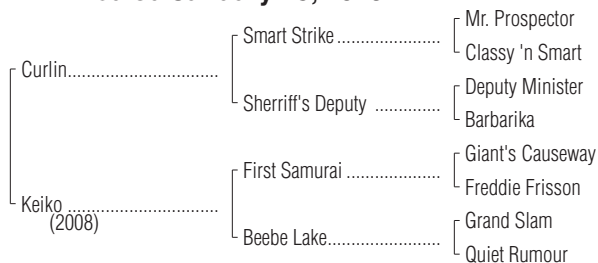 Mr. Prospector
Smart Strike
Classy 'n Smart
Curlin
Deputy Minister
Sherriff's Deputy
Barbarika
Giant's Causeway
First Samurai
Freddie Frisson
Keiko
(2008)
Grand Slam
Beebe Lake
Quiet Rumour